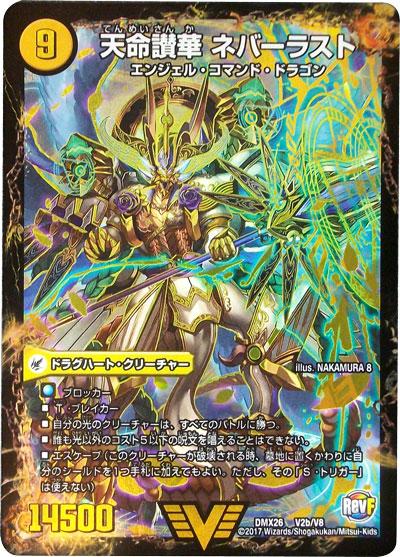 9
てんめいさんか
天命讃華 ネバーラスト
エンジェル・コマンド・ドラゴン
ドラグハート・クリーチャー
illus. NAKAMURA 8
ブロッカー
■ T・ブレイカー
■ 自分の光のクリーチャーは、すべてのバトルに勝つ。
■ 誰も光以外のコスト5以下の呪文を唱えることはできない。
■ エスケープ(このクリーチャーが破壊される時、墓地に置くかわりに自
分のシールドを1つ手札に加えてもよい。ただし、その「S・トリガー」
は使えない)
14500
DMX26 V2b/V8
RevF
©2017 Wizards/Shogakukan/Mitsui-Kids